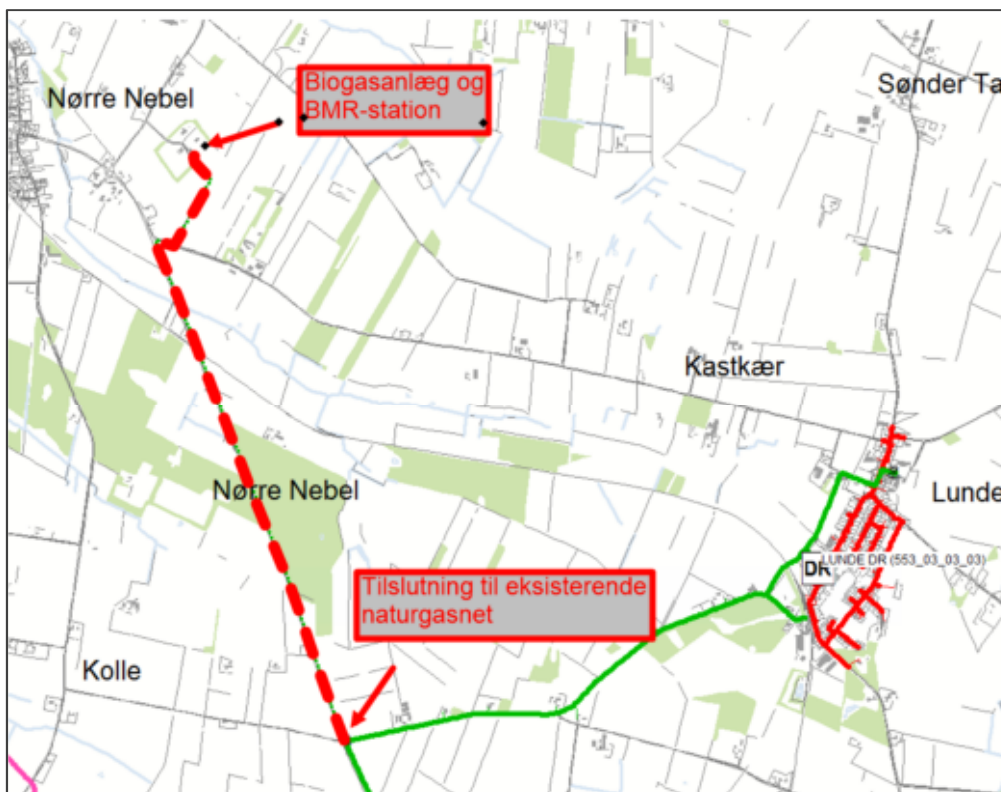 Biogasanlæg og
BMR-station
Nørre Nebel
Sønder Ta
Kastkær
Nørre Nebel
Lunde
DR
LUNDE DR (553_03_03_03)
Tilslutning til eksisterende
naturgasnet
Kolle